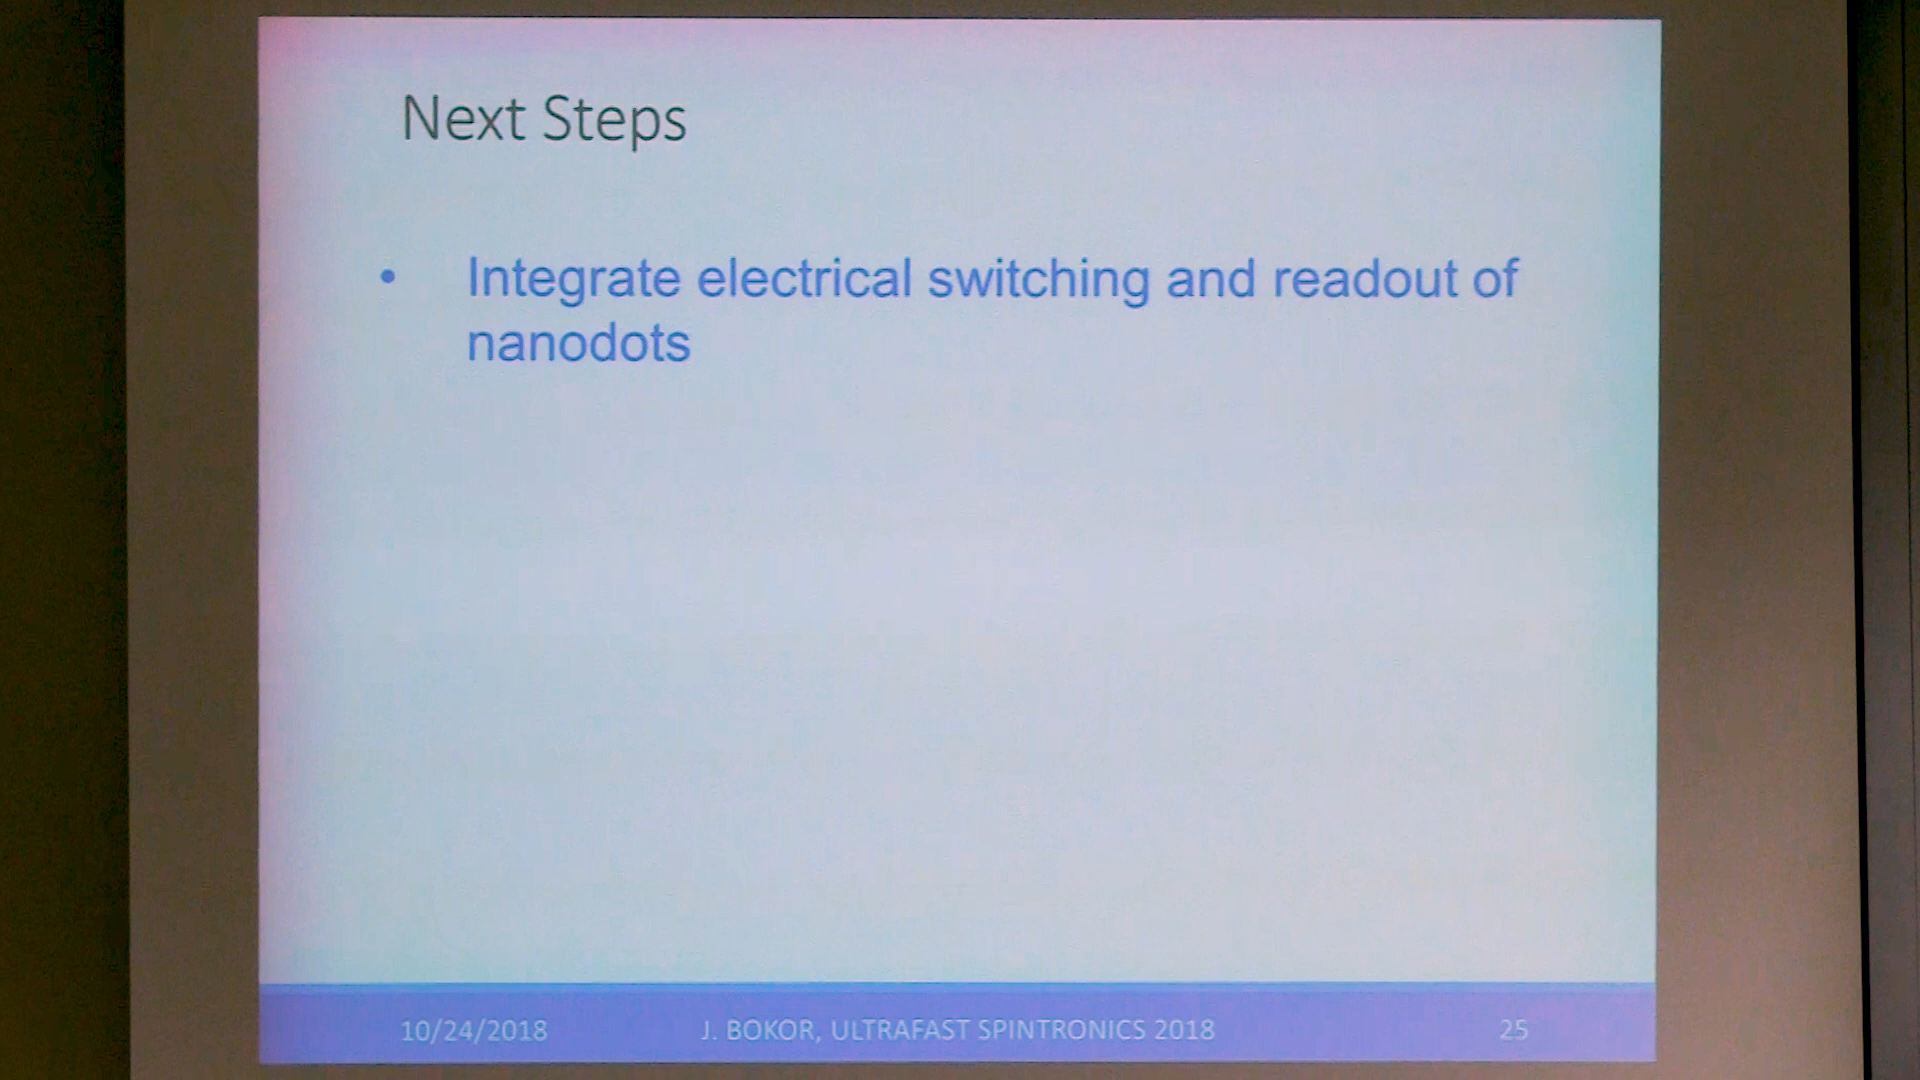 Next Steps
• Integrate electrical switching and readout of
nanodots
10/24/2018 J. BOKOR, ULTRAFAST SPINTRONICS 2018 25